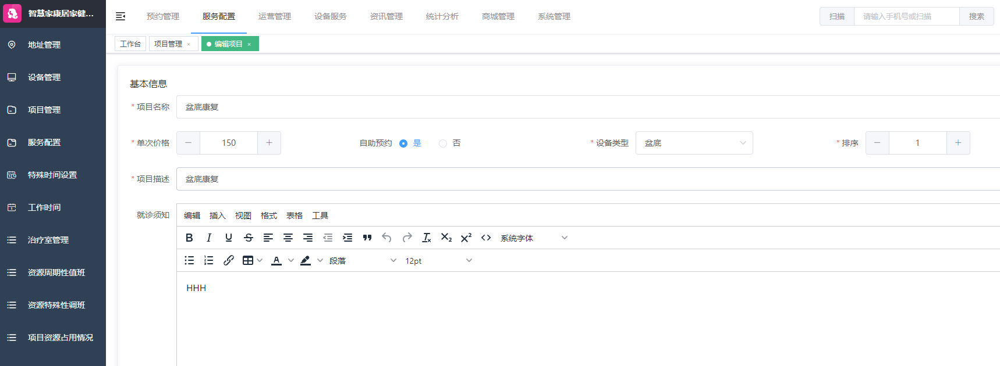 智慧家康居家健...
预约管理 服务配置 运营管理 设备服务 资讯管理 统计分析 商城管理 系统管理
扫描 请输入手机号或扫描 搜索
工作台 项目管理 × 编辑项目 ×
地址管理
设备管理
项目管理
服务配置
特殊时间设置
工作时间
治疗室管理
资源周期性值班
资源特殊性调班
项目资源占用情况
基本信息
* 项目名称 盆底康复
* 单次价格 − 150 + 自助预约 是 否 * 设备类型 盆底 * 排序 − 1 +
* 项目描述 盆底康复
就诊须知 编辑 插入 视图 格式 表格 工具
B I U S X₂ X² <> 系统字体
A 段落 12pt
HHH